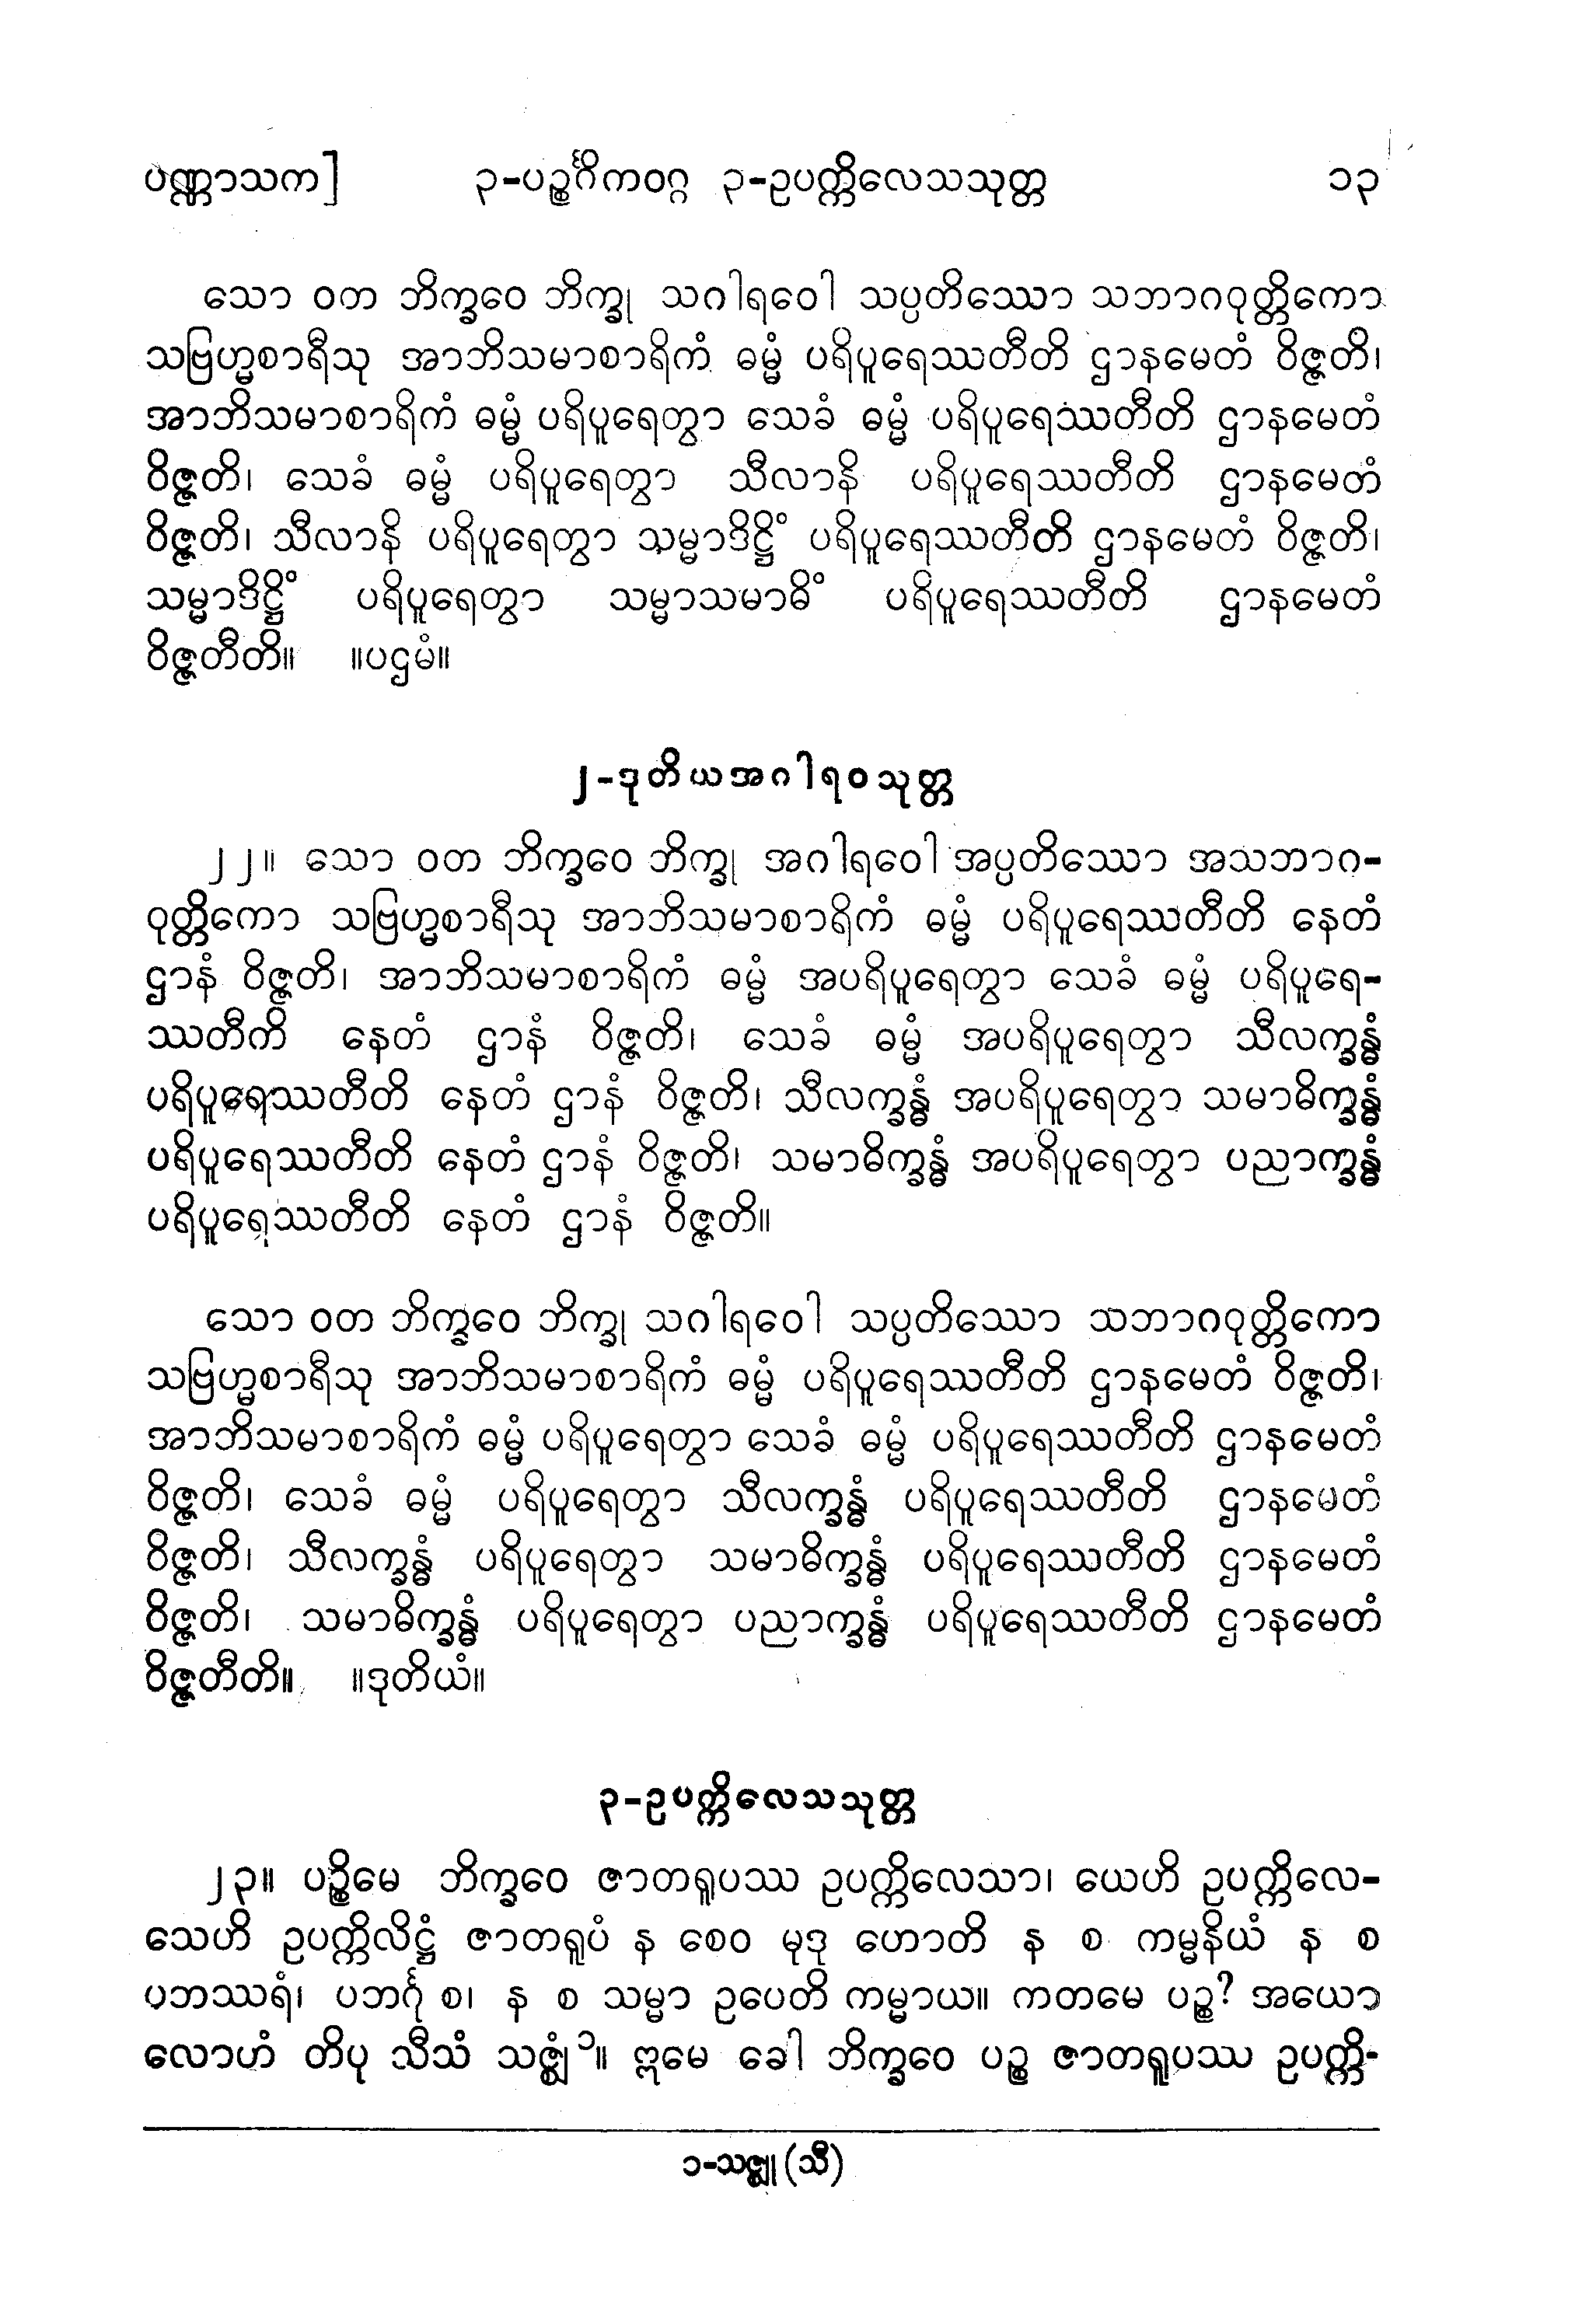 ပဏ္ဏာသက] ၃-ပဉ္စင်္ဂိကဝဂ္ဂ ၃-ဥပက္ကိလေသသုတ္တ ၁၃
သော ဝတ ဘိက္ခဝေ ဘိက္ခု သဂါရဝေါ သပ္ပတိဿော သဘာဂဝုတ္တိကော
သဗြဟ္မစာရီသု အာဘိသမာစာရိကံ ဓမ္မံ ပရိပူရေဿတီတိ ဌာနမေတံ ဝိဇ္ဇတိ၊
အာဘိသမာစာရိကံ ဓမ္မံ ပရိပူရေတွာ သေခံ ဓမ္မံ ပရိပူရေဿတီတိ ဌာနမေတံ
ဝိဇ္ဇတိ၊ သေခံ ဓမ္မံ ပရိပူရေတွာ သီလာနိ ပရိပူရေဿတီတိ ဌာနမေတံ
ဝိဇ္ဇတိ၊ သီလာနိ ပရိပူရေတွာ သမ္မာဒိဋ္ဌိံ ပရိပူရေဿတီတိ ဌာနမေတံ ဝိဇ္ဇတိ၊
သမ္မာဒိဋ္ဌိံ ပရိပူရေတွာ သမ္မာသမာဓိံ ပရိပူရေဿတီတိ ဌာနမေတံ
ဝိဇ္ဇတီတိ။ ။ပဌမံ။
၂-ဒုတိယအဂါရဝသုတ္တ
၂၂။ သော ဝတ ဘိက္ခဝေ ဘိက္ခု အဂါရဝေါ အပ္ပတိဿော အသဘာဂ-
ဝုတ္တိကော သဗြဟ္မစာရီသု အာဘိသမာစာရိကံ ဓမ္မံ ပရိပူရေဿတီတိ နေတံ
ဌာနံ ဝိဇ္ဇတိ၊ အာဘိသမာစာရိကံ ဓမ္မံ အပရိပူရေတွာ သေခံ ဓမ္မံ ပရိပူရေ-
ဿတီကိ နေတံ ဌာနံ ဝိဇ္ဇတိ၊ သေခံ ဓမ္မံ အပရိပူရေတွာ သီလက္ခန္ဓံ
ပရိပူရေဿတီတိ နေတံ ဌာနံ ဝိဇ္ဇတိ၊ သီလက္ခန္ဓံ အပရိပူရေတွာ သမာဓိက္ခန္ဓံ
ပရိပူရေဿတီတိ နေတံ ဌာနံ ဝိဇ္ဇတိ၊ သမာဓိက္ခန္ဓံ အပရိပူရေတွာ ပညာက္ခန္ဓံ
ပရိပူရေဿတီတိ နေတံ ဌာနံ ဝိဇ္ဇတိ။
သော ဝတ ဘိက္ခဝေ ဘိက္ခု သဂါရဝေါ သပ္ပတိဿော သဘာဂဝုတ္တိကော
သဗြဟ္မစာရီသု အာဘိသမာစာရိကံ ဓမ္မံ ပရိပူရေဿတီတိ ဌာနမေတံ ဝိဇ္ဇတိ၊
အာဘိသမာစာရိကံ ဓမ္မံ ပရိပူရေတွာ သေခံ ဓမ္မံ ပရိပူရေဿတီတိ ဌာနမေတံ
ဝိဇ္ဇတိ၊ သေခံ ဓမ္မံ ပရိပူရေတွာ သီလက္ခန္ဓံ ပရိပူရေဿတီတိ ဌာနမေတံ
ဝိဇ္ဇတိ၊ သီလက္ခန္ဓံ ပရိပူရေတွာ သမာဓိက္ခန္ဓံ ပရိပူရေဿတီတိ ဌာနမေတံ
ဝိဇ္ဇတိ၊ သမာဓိက္ခန္ဓံ ပရိပူရေတွာ ပညာက္ခန္ဓံ ပရိပူရေဿတီတိ ဌာနမေတံ
ဝိဇ္ဇတီတိ။ ။ဒုတိယံ။
၃-ဥပက္ကိလေသသုတ္တ
၂၃။ ပဉ္စိမေ ဘိက္ခဝေ ဇာတရူပဿ ဥပက္ကိလေသာ၊ ယေဟိ ဥပက္ကိလေ-
သေဟိ ဥပက္ကိလိဋ္ဌံ ဇာတရူပံ န စေဝ မုဒု ဟောတိ န စ ကမ္မနိယံ န စ
ပဘဿရံ၊ ပဘင်္ဂု စ၊ န စ သမ္မာ ဥပေတိ ကမ္မာယ။ ကတမေ ပဉ္စ? အယော
လောဟံ တိပု သီသံ သဇ္ဈံ ၁။ ဣမေ ခေါ ဘိက္ခဝေ ပဉ္စ ဇာတရူပဿ ဥပက္ကိ-
၁-သဇ္ဈု (သီ)